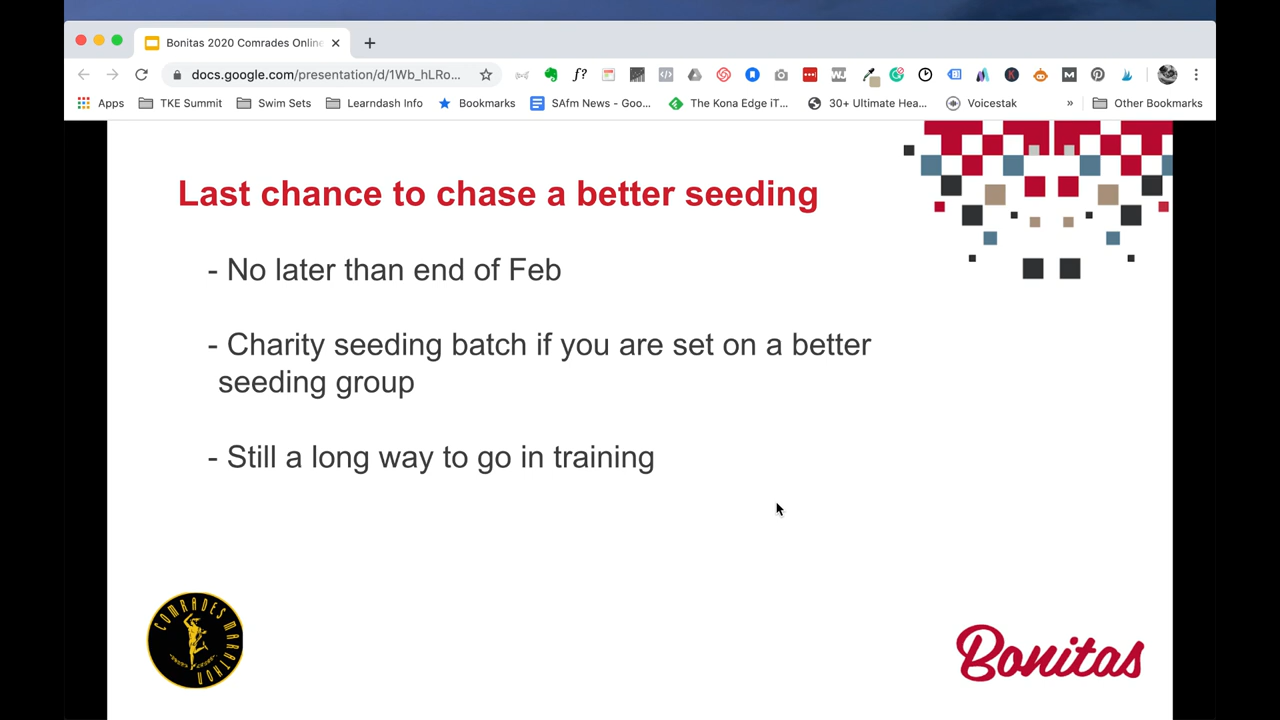 Bonitas 2020 Comrades Online
docs.google.com/presentation/d/1Wb_hLRo...
Apps
TKE Summit
Swim Sets
Learndash Info
Bookmarks
SAfm News - Goo...
The Kona Edge iT...
30+ Ultimate Hea...
Voicestak
»
Other Bookmarks
Last chance to chase a better seeding
- No later than end of Feb
- Charity seeding batch if you are set on a better
seeding group
- Still a long way to go in training
COMRADES MARATHON
Bonitas